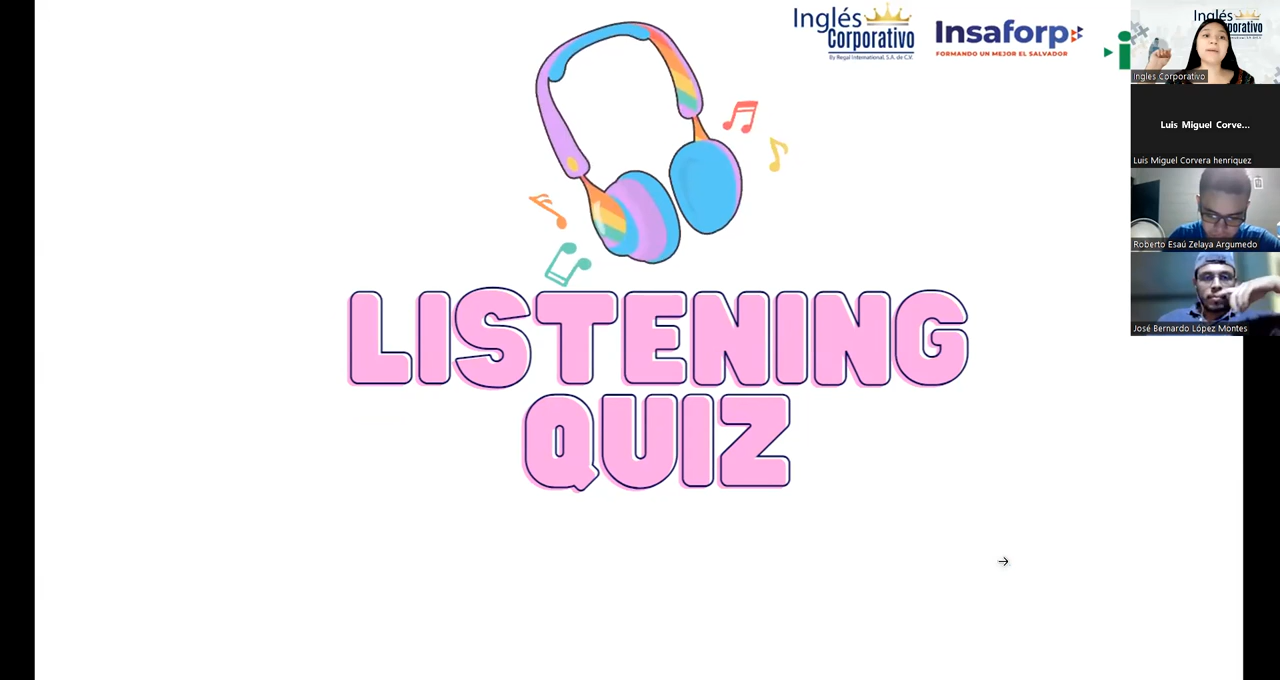 Inglés
Corporativo
By Regal International, S.A. de C.V.
Insaforp
FORMANDO UN MEJOR EL SALVADOR
i
Inglés
Corporativo
Ingles Corporativo
Luis Miguel Corve...
Luis Miguel Corvera henriquez
Roberto Esaú Zelaya Argumedo
José Bernardo López Montes
LISTENING
QUIZ